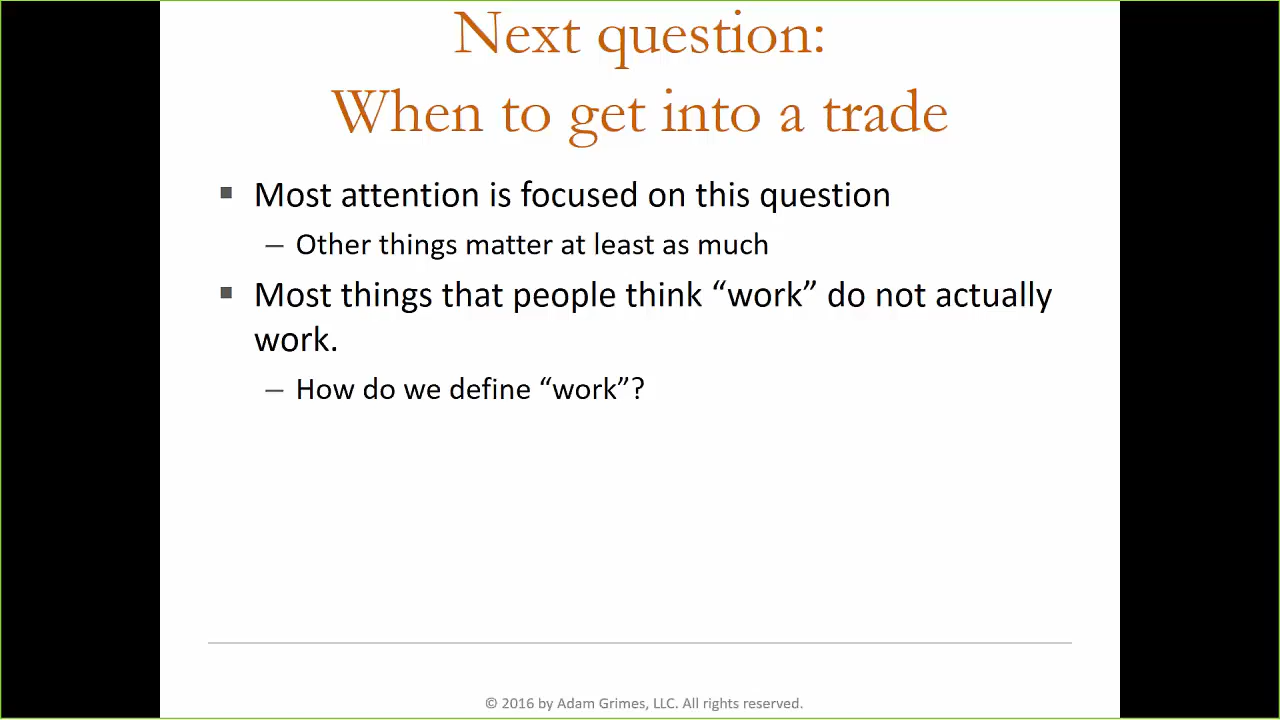 Next question:
When to get into a trade
▪ Most attention is focused on this question
– Other things matter at least as much
▪ Most things that people think “work” do not actually
work.
– How do we define “work”?
© 2016 by Adam Grimes, LLC. All rights reserved.